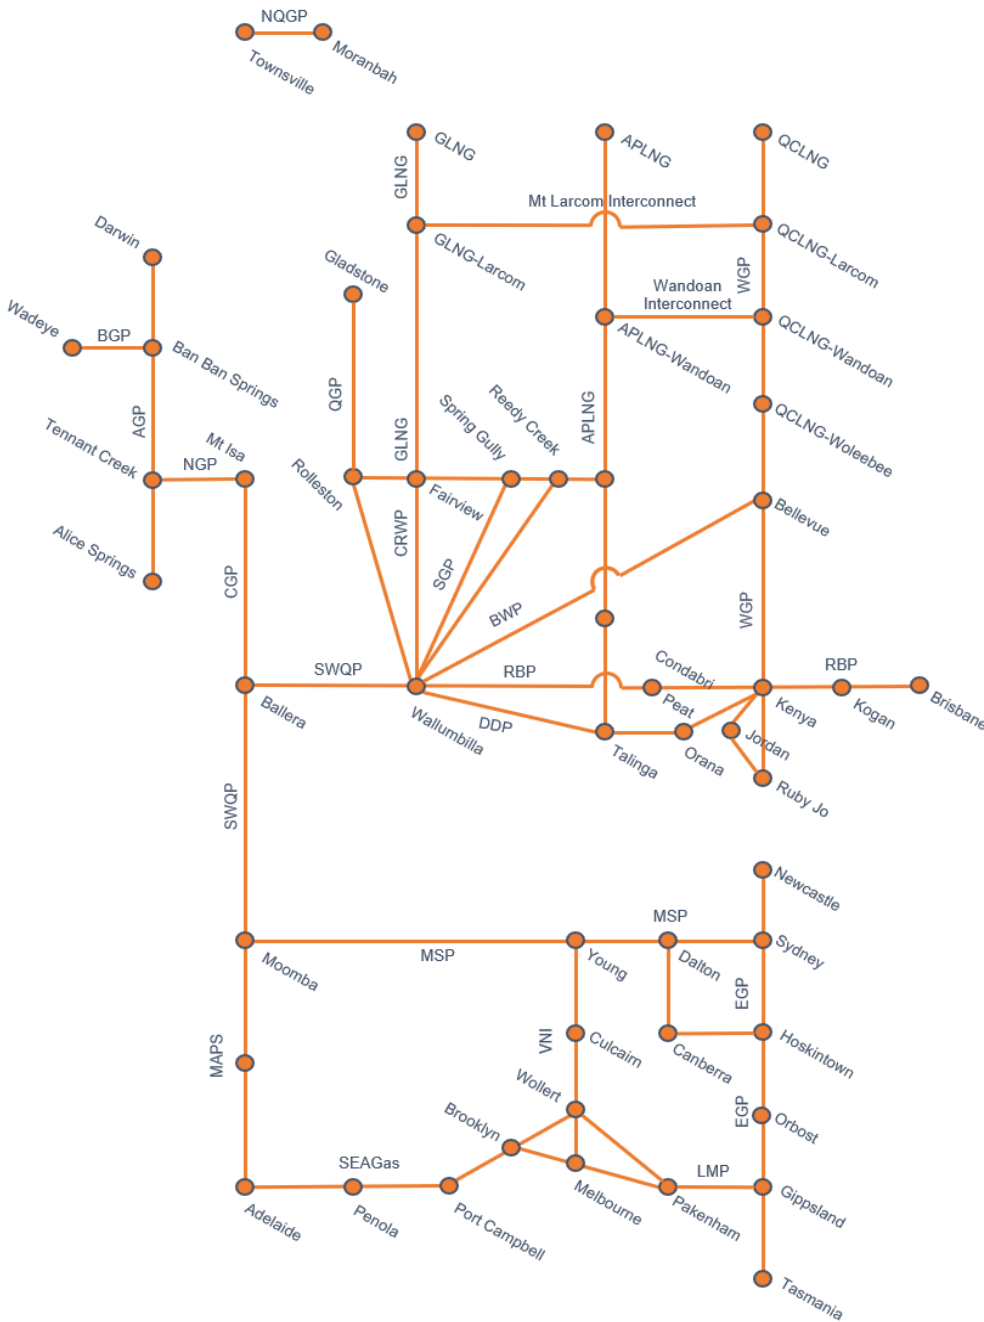 NQGP
Townsville
Moranbah
GLNG
APLNG
QCLNG
GLNG
Mt Larcom Interconnect
Darwin
GLNG-Larcom
QCLNG-Larcom
Gladstone
WGP
Wandoan
Interconnect
Wadeye
BGP
Ban Ban Springs
APLNG-Wandoan
QCLNG-Wandoan
QGP
AGP
Reedy Creek
Spring Gully
APLNG
QCLNG-Woleebee
Tennant Creek
NGP
Mt Isa
GLNG
Rolleston
Fairview
Bellevue
Alice Springs
CGP
CRWP
SGP
BWP
WGP
SWQP
RBP
Condabri
RBP
Ballera
Wallumbilla
Peat
Kenya
Kogan
Brisbane
DDP
Talinga
Orana
Jordan
Ruby Jo
SWQP
Newcastle
MSP
Moomba
MSP
Young
Dalton
Sydney
EGP
MAPS
VNI
Culcairn
Canberra
Hoskintown
Wollert
Brooklyn
EGP
Orbost
SEAGas
LMP
Adelaide
Penola
Port Campbell
Melbourne
Pakenham
Gippsland
Tasmania